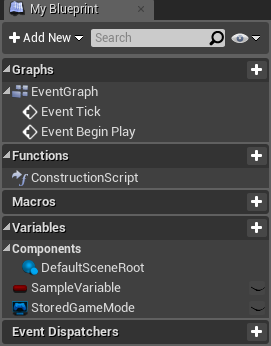 My Blueprint
Add New Search
Graphs
EventGraph
Event Tick
Event Begin Play
Functions
ConstructionScript
Macros
Variables
Components
DefaultSceneRoot
SampleVariable
StoredGameMode
Event Dispatchers